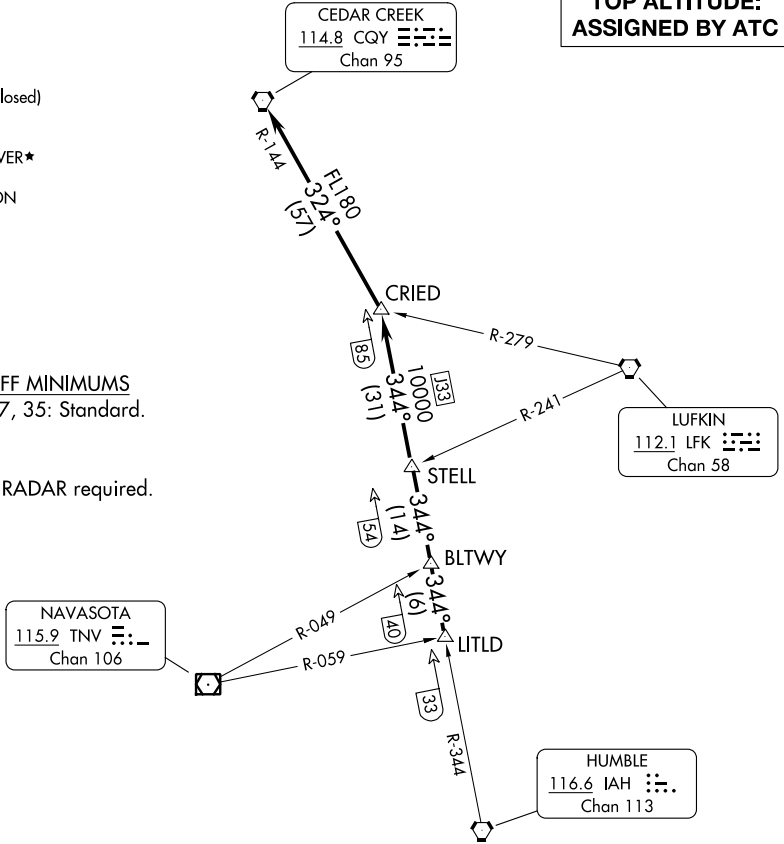 TOP ALTITUDE:
ASSIGNED BY ATC
CEDAR CREEK
114.8 CQY
Chan 95
losed)
VER★
ON
R-144
FL180
324°
(57)
CRIED
85
R-279
10000
344°
(31)
J33
R-241
FF MINIMUMS
7, 35: Standard.
LUFKIN
112.1 LFK
Chan 58
STELL
RADAR required.
344°
(14)
54
BLTWY
344°
(6)
40
NAVASOTA
115.9 TNV
Chan 106
R-049
R-059
LITLD
33
R-344
HUMBLE
116.6 IAH
Chan 113